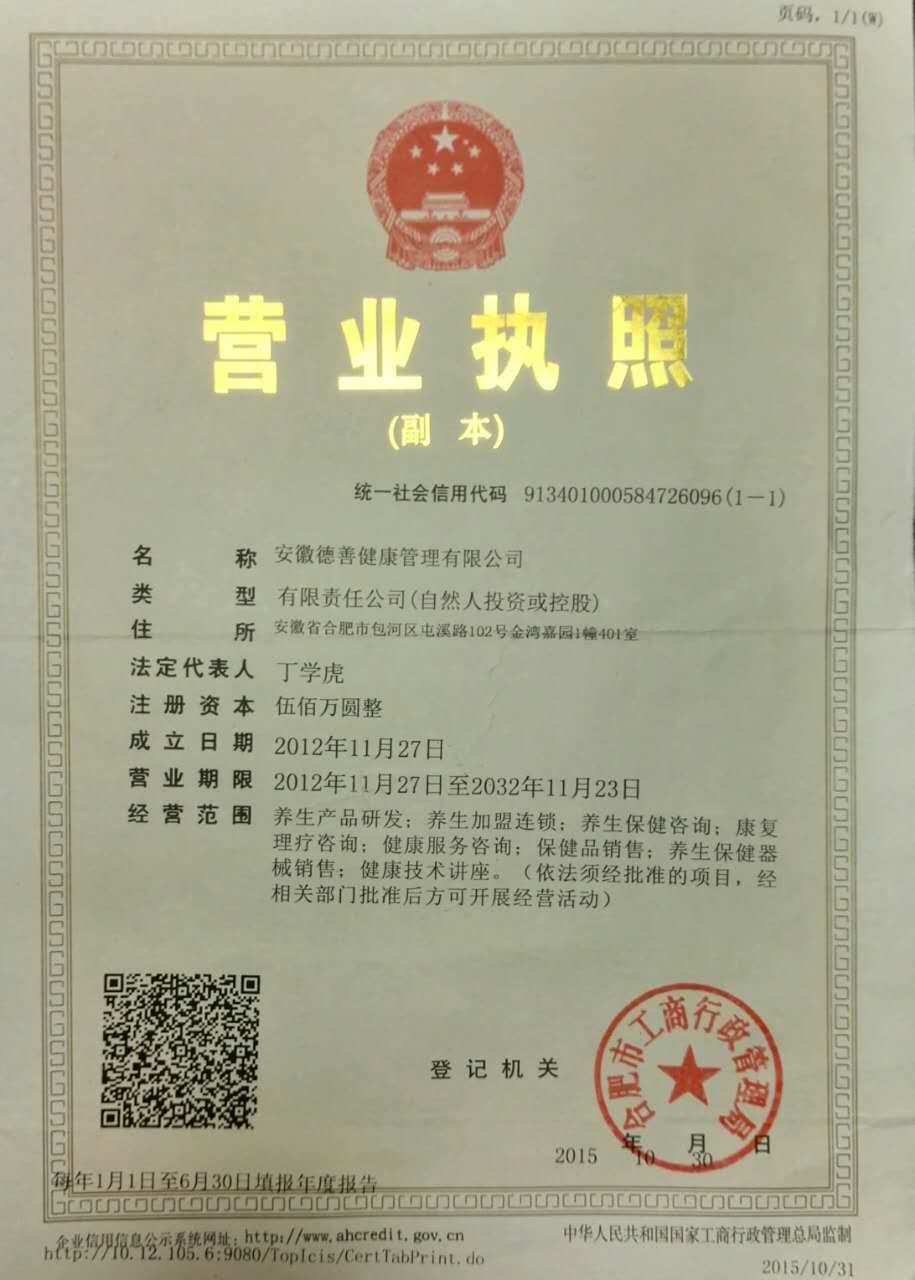 页码, 1/1(W)
营业执照
(副 本)
统一社会信用代码 913401000584726096(1-1)
名 称 安徽德善健康管理有限公司
类 型 有限责任公司(自然人投资或控股)
住 所 安徽省合肥市包河区屯溪路102号金湾嘉园1幢401室
法定代表人 丁学虎
注册资本 伍佰万圆整
成立日期 2012年11月27日
营业期限 2012年11月27日至2032年11月23日
经营范围 养生产品研发；养生加盟连锁；养生保健咨询；康复
理疗咨询；健康服务咨询；保健品销售；养生保健器
械销售；健康技术讲座。（依法须经批准的项目，经
相关部门批准后方可开展经营活动）
合肥市工商行政管理局
登记机关
2015 年 10 月 30 日
每年1月1日至6月30日填报年度报告
企业信用信息公示系统网址：http://www.ahcredit.gov.cn
中华人民共和国国家工商行政管理总局监制
http://10.12.105.6:9080/TopIcis/CertTabPrint.do
2015/10/31